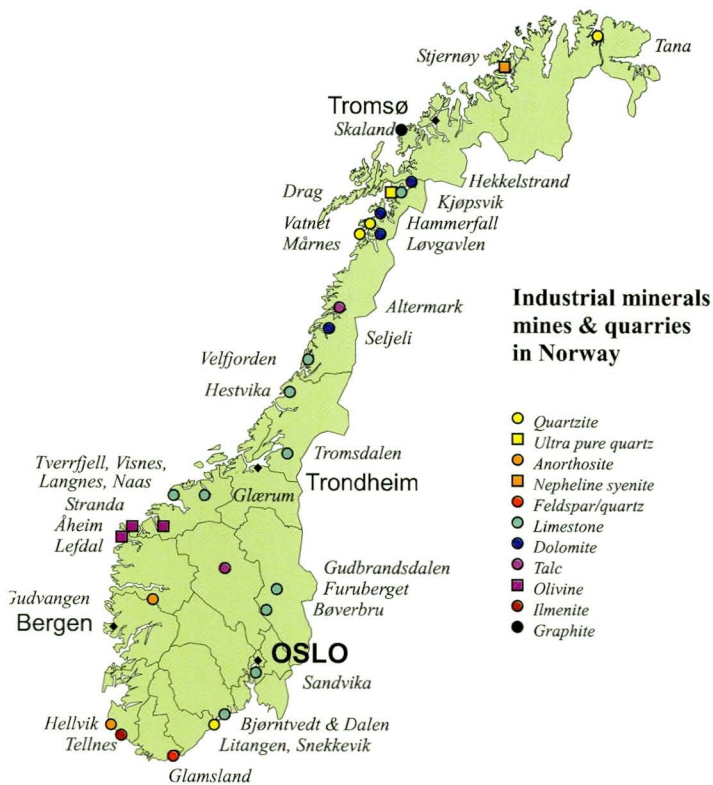 Stjernøy
Tana
Tromsø
Skaland
Drag
Hekkelstrand
Kjøpsvik
Vatnet
Hammerfall
Mårnes
Løvgavlen
Altermark
Seljeli
Velfjorden
Hestvika
Industrial minerals
mines & quarries
in Norway
Quartzite
Ultra pure quartz
Anorthosite
Nepheline syenite
Feldspar/quartz
Limestone
Dolomite
Talc
Olivine
Ilmenite
Graphite
Tromsdalen
Trondheim
Tverrfjell, Visnes,
Langnes, Naas
Glærum
Stranda
Åheim
Lefdal
Gudbrandsdalen
Furuberget
Bøverbru
Gudvangen
Bergen
OSLO
Sandvika
Hellvik
Tellnes
Bjørntvedt & Dalen
Litangen, Snekkevik
Glamsland